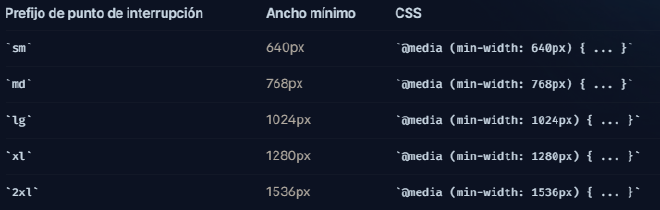 Prefijo de punto de interrupción Ancho mínimo CSS
`sm` 640px `@media (min-width: 640px) { ... }`
`md` 768px `@media (min-width: 768px) { ... }`
`lg` 1024px `@media (min-width: 1024px) { ... }`
`xl` 1280px `@media (min-width: 1280px) { ... }`
`2xl` 1536px `@media (min-width: 1536px) { ... }`